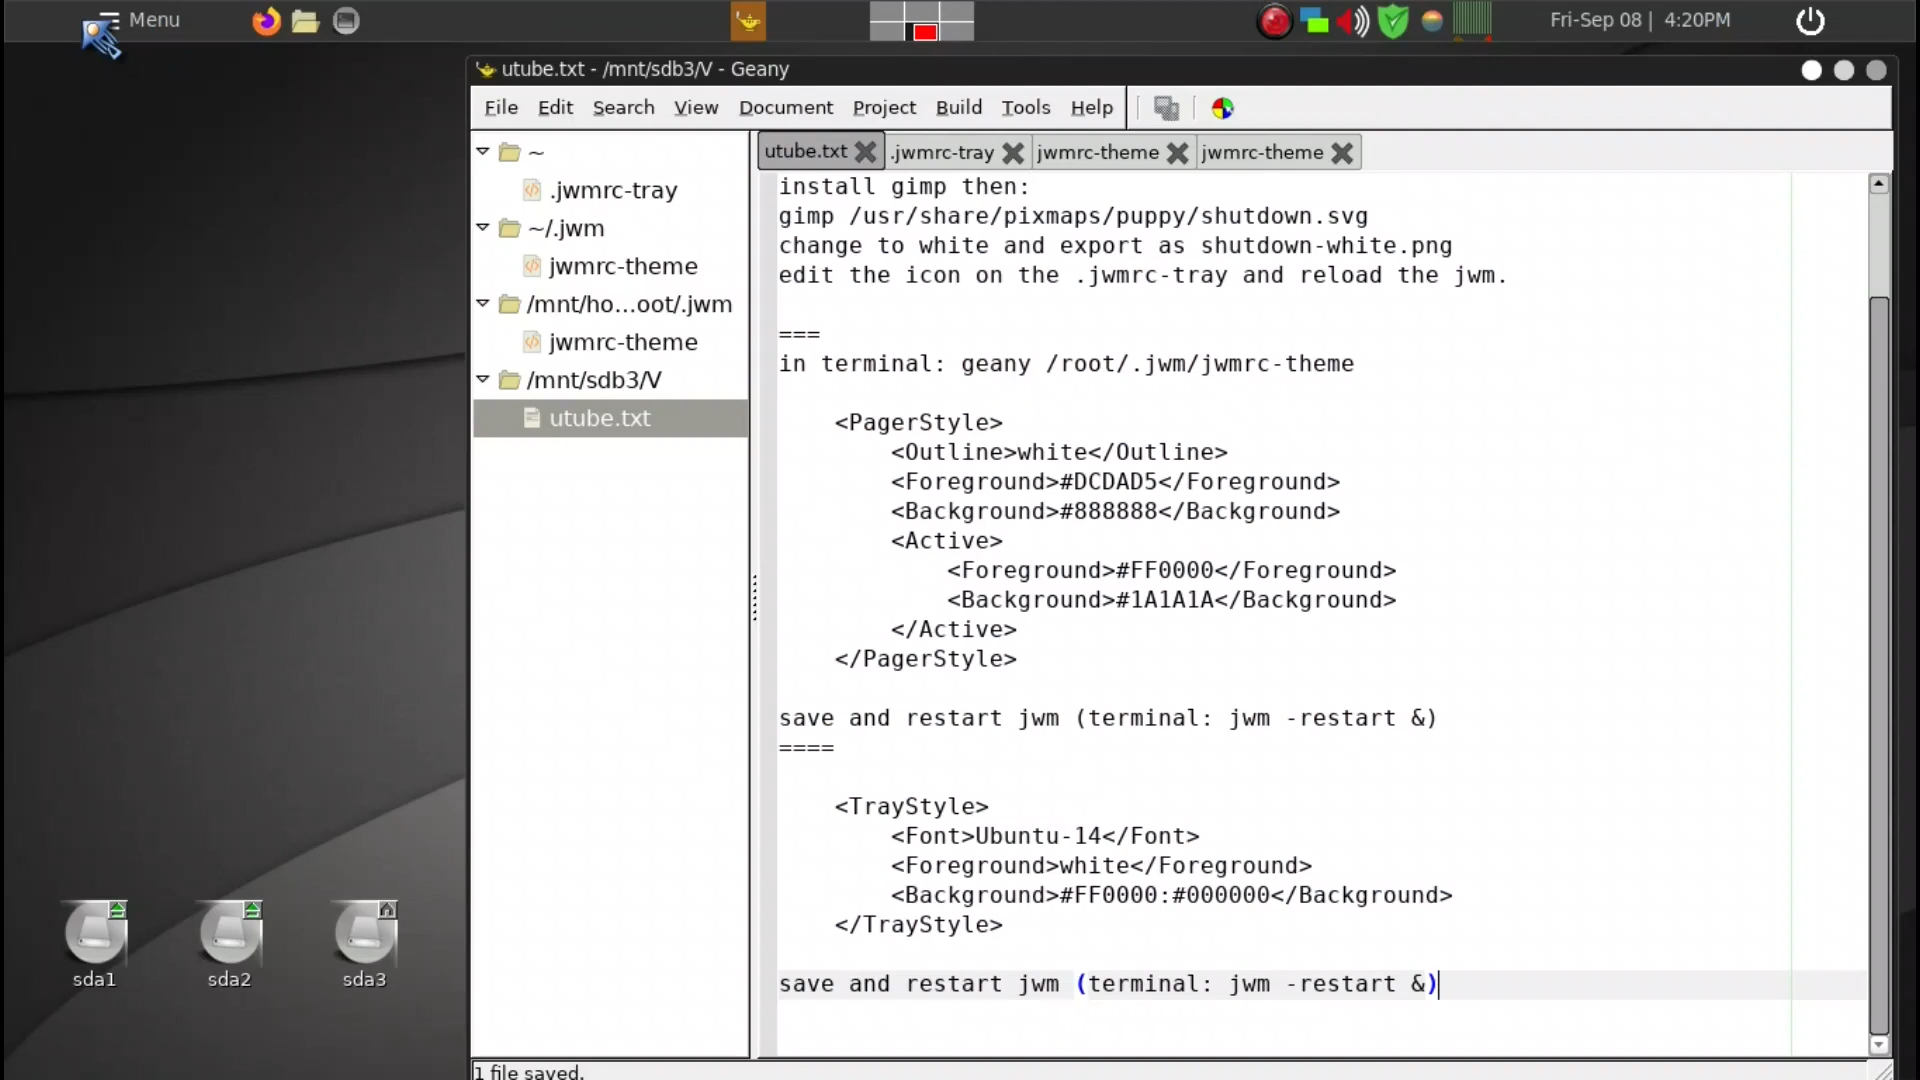 Menu
Fri-Sep 08 | 4:20PM
utube.txt - /mnt/sdb3/V - Geany
File Edit Search View Document Project Build Tools Help
~
.jwmrc-tray
~/.jwm
jwmrc-theme
/mnt/ho...oot/.jwm
jwmrc-theme
/mnt/sdb3/V
utube.txt
utube.txt .jwmrc-tray jwmrc-theme jwmrc-theme
install gimp then:
gimp /usr/share/pixmaps/puppy/shutdown.svg
change to white and export as shutdown-white.png
edit the icon on the .jwmrc-tray and reload the jwm.
===
in terminal: geany /root/.jwm/jwmrc-theme
<PagerStyle>
<Outline>white</Outline>
<Foreground>#DCDAD5</Foreground>
<Background>#888888</Background>
<Active>
<Foreground>#FF0000</Foreground>
<Background>#1A1A1A</Background>
</Active>
</PagerStyle>
save and restart jwm (terminal: jwm -restart &)
====
<TrayStyle>
<Font>Ubuntu-14</Font>
<Foreground>white</Foreground>
<Background>#FF0000:#000000</Background>
</TrayStyle>
save and restart jwm (terminal: jwm -restart &)
sda1 sda2 sda3
1 file saved.